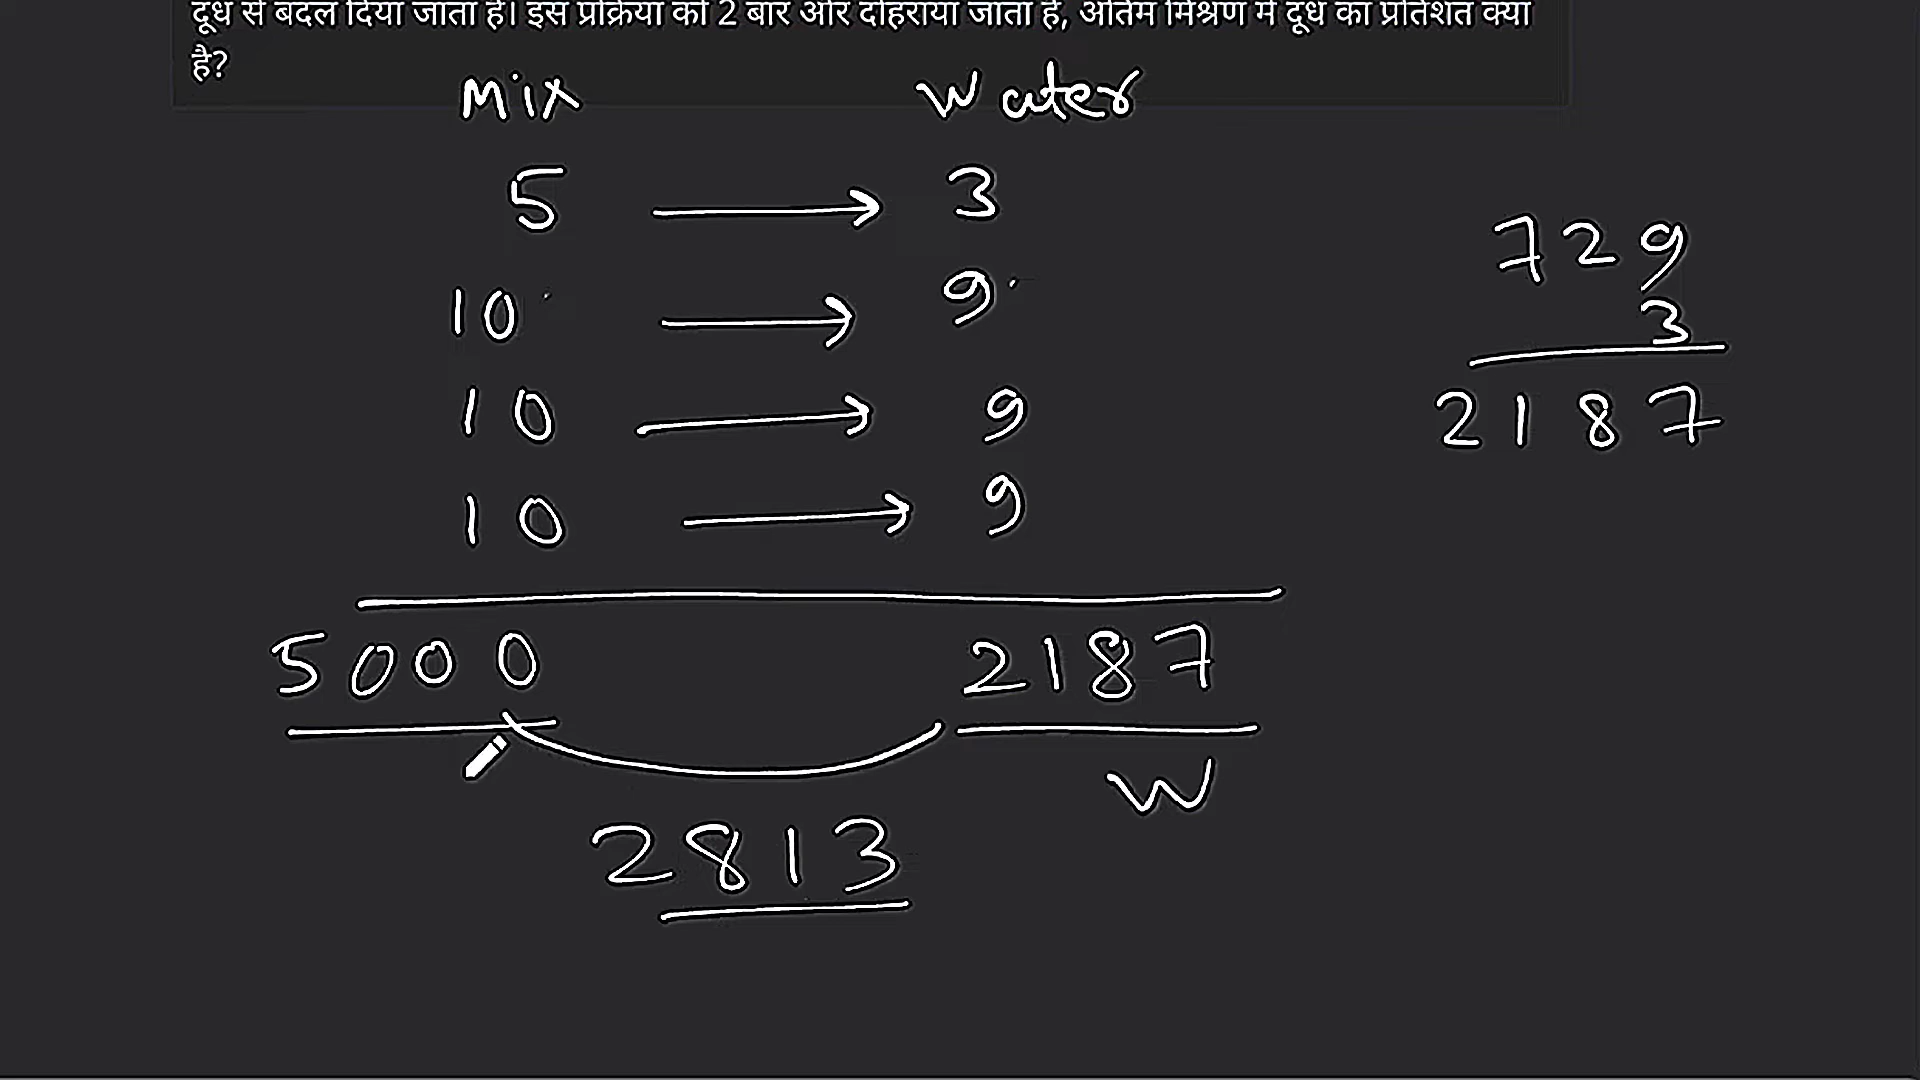 दूध से बदल दिया जाता है। इस प्रक्रिया को 2 बार और दोहराया जाता है, अंतिम मिश्रण में दूध का प्रतिशत क्या
है?
Mix Water
5 → 3
10 → 9
10 → 9
10 → 9
5000 2187
W
2813
729
3
2187